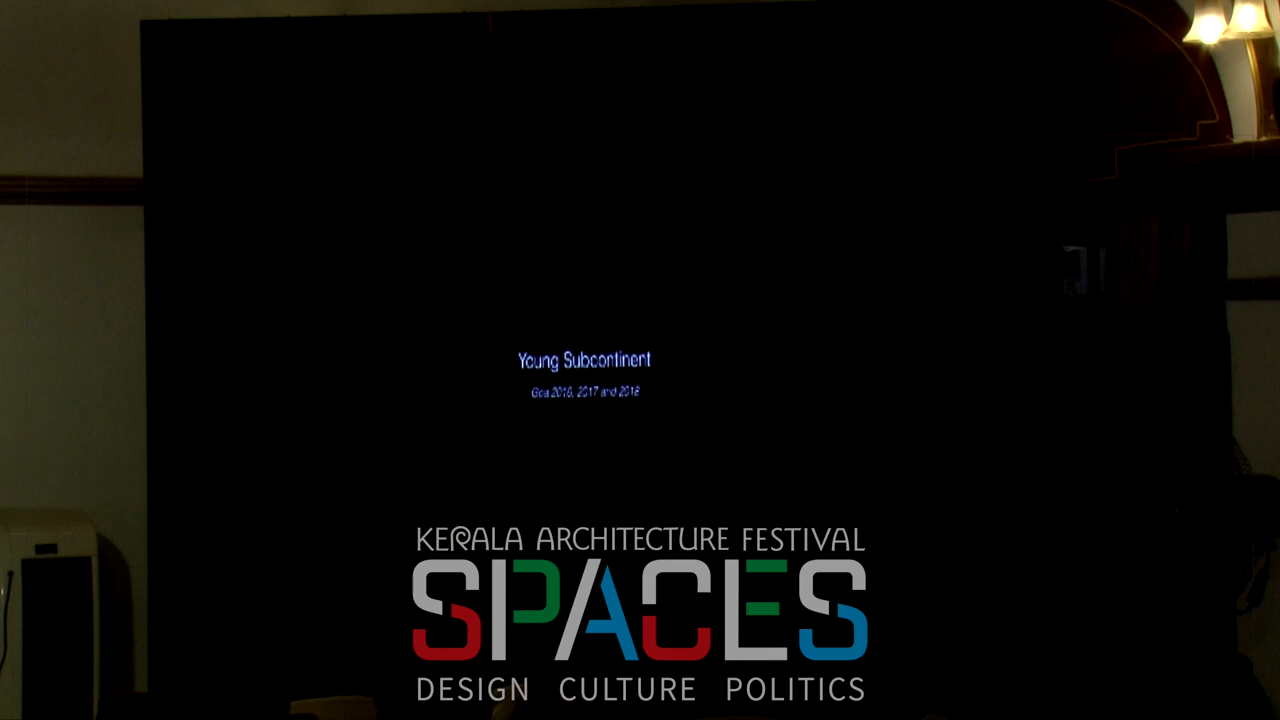 Young Subcontinent
Goa 2016, 2017 and 2018
KERALA ARCHITECTURE FESTIVAL
SPACES
DESIGN CULTURE POLITICS